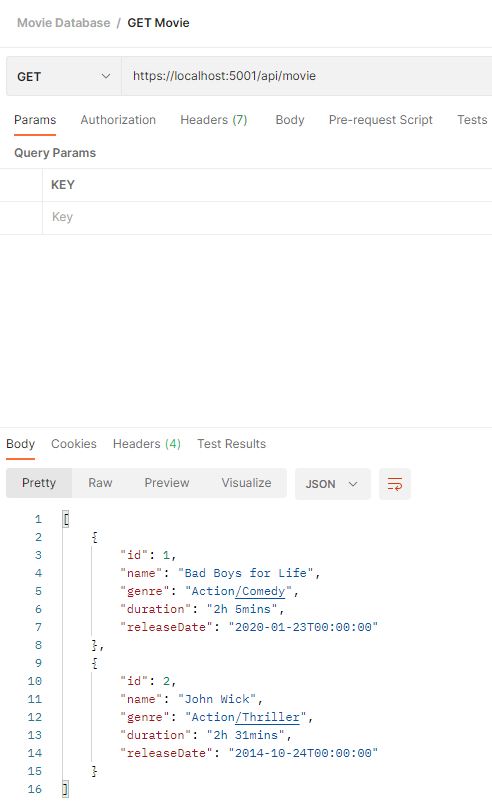 Movie Database / GET Movie
GET https://localhost:5001/api/movie
Params Authorization Headers (7) Body Pre-request Script Tests
Query Params
KEY
Key
Body Cookies Headers (4) Test Results
Pretty Raw Preview Visualize JSON
1 [
2 {
3 "id": 1,
4 "name": "Bad Boys for Life",
5 "genre": "Action/Comedy",
6 "duration": "2h 5mins",
7 "releaseDate": "2020-01-23T00:00:00"
8 },
9 {
10 "id": 2,
11 "name": "John Wick",
12 "genre": "Action/Thriller",
13 "duration": "2h 31mins",
14 "releaseDate": "2014-10-24T00:00:00"
15 }
16 ]